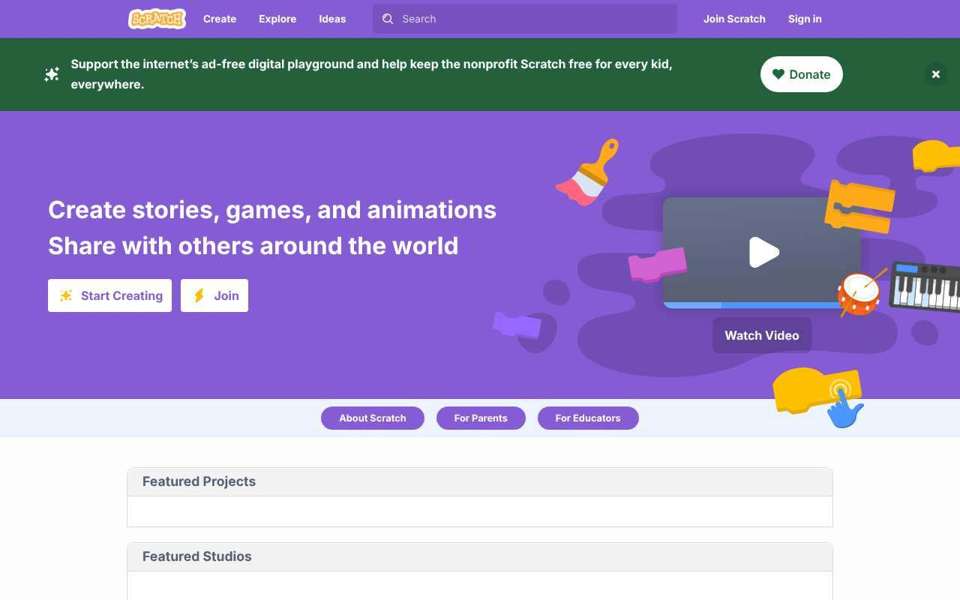 SCRATCH Create Explore Ideas Search Join Scratch Sign in
Support the internet’s ad-free digital playground and help keep the nonprofit Scratch free for every kid,
everywhere.
Donate
Create stories, games, and animations
Share with others around the world
Start Creating Join
Watch Video
About Scratch For Parents For Educators
Featured Projects
Featured Studios